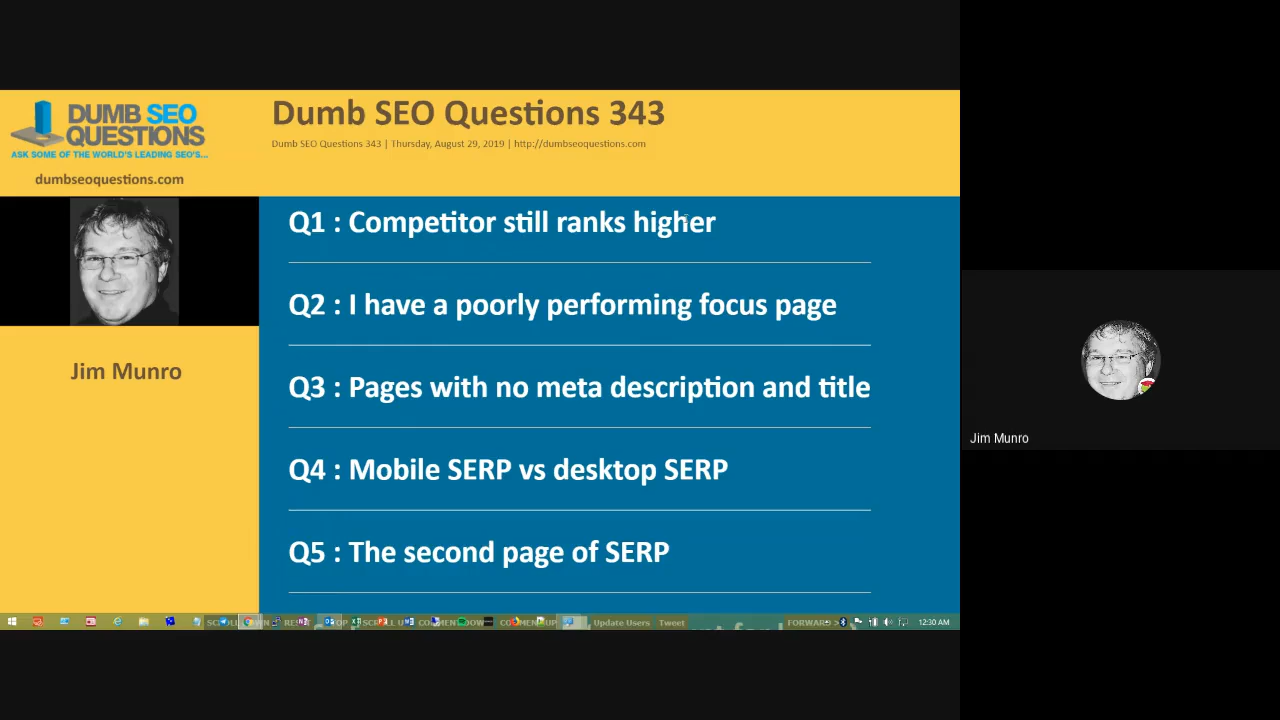 DUMB SEO
QUESTIONS
ASK SOME OF THE WORLD'S LEADING SEO'S...
dumbseoquestions.com
Dumb SEO Questions 343
Dumb SEO Questions 343 | Thursday, August 29, 2019 | http://dumbseoquestions.com
Jim Munro
Q1 : Competitor still ranks higher
Q2 : I have a poorly performing focus page
Q3 : Pages with no meta description and title
Q4 : Mobile SERP vs desktop SERP
Q5 : The second page of SERP
Jim Munro
Update Users Tweet FORWARD > 12:30 AM